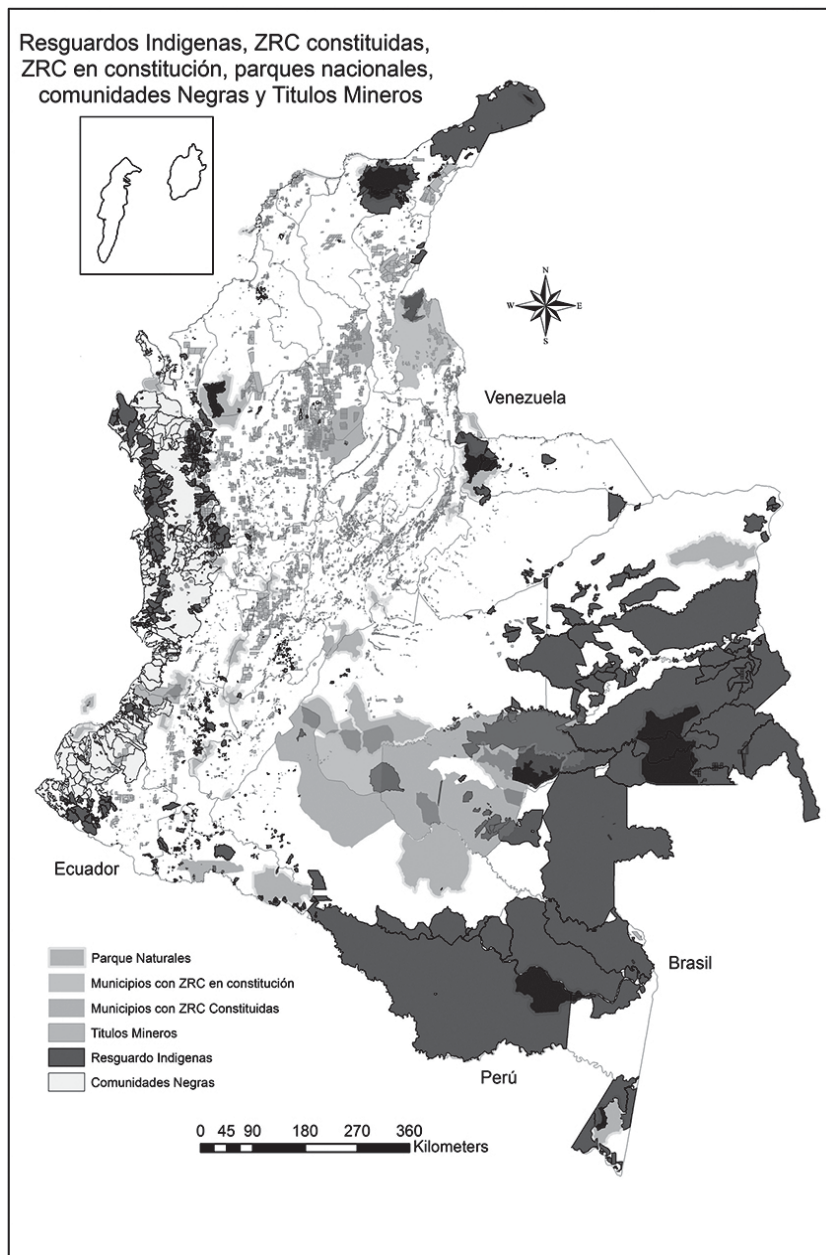 Resguardos Indigenas, ZRC constituidas,
ZRC en constitución, parques nacionales,
comunidades Negras y Titulos Mineros
N
W E
S
Venezuela
Ecuador
Brasil
Perú
Parque Naturales
Municipios con ZRC en constitución
Municipios con ZRC Constituidas
Titulos Mineros
Resguardo Indigenas
Comunidades Negras
0 45 90 180 270 360
Kilometers